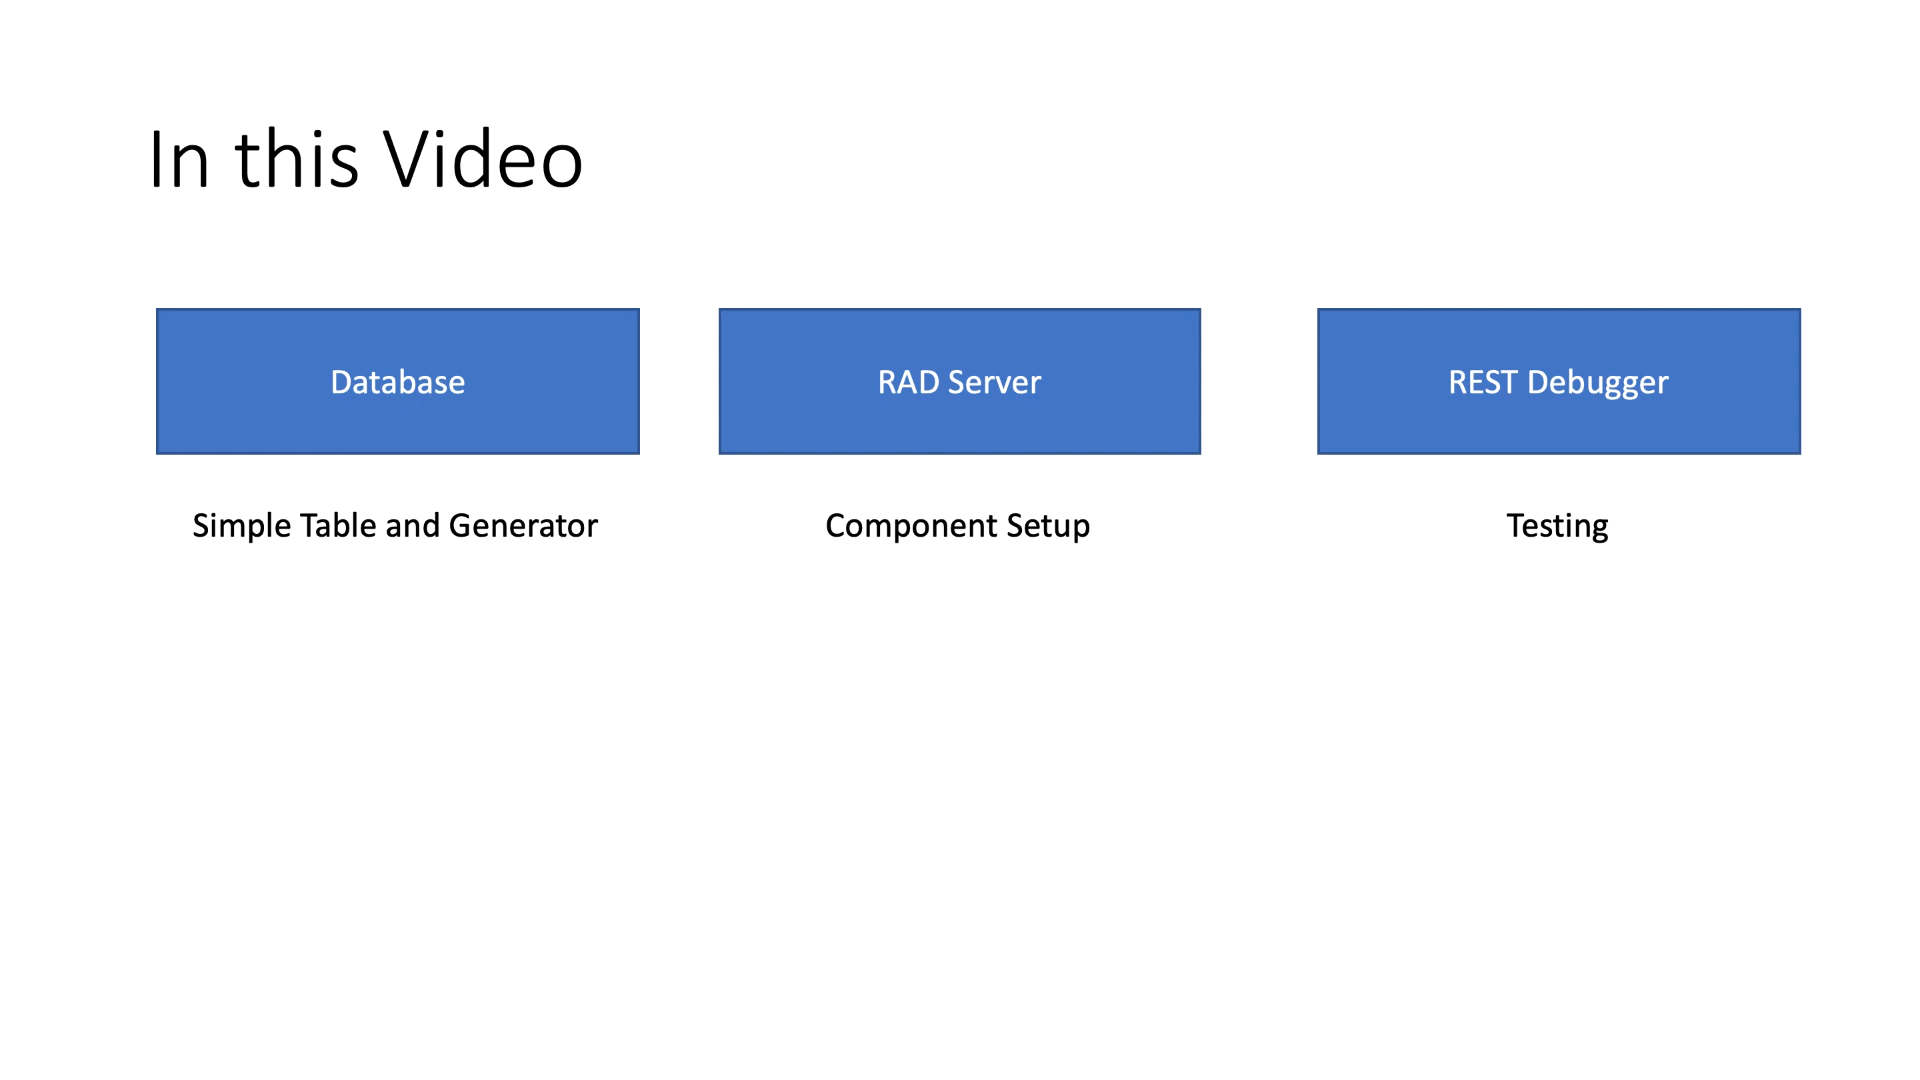 In this Video
Database
RAD Server
REST Debugger
Simple Table and Generator
Component Setup
Testing